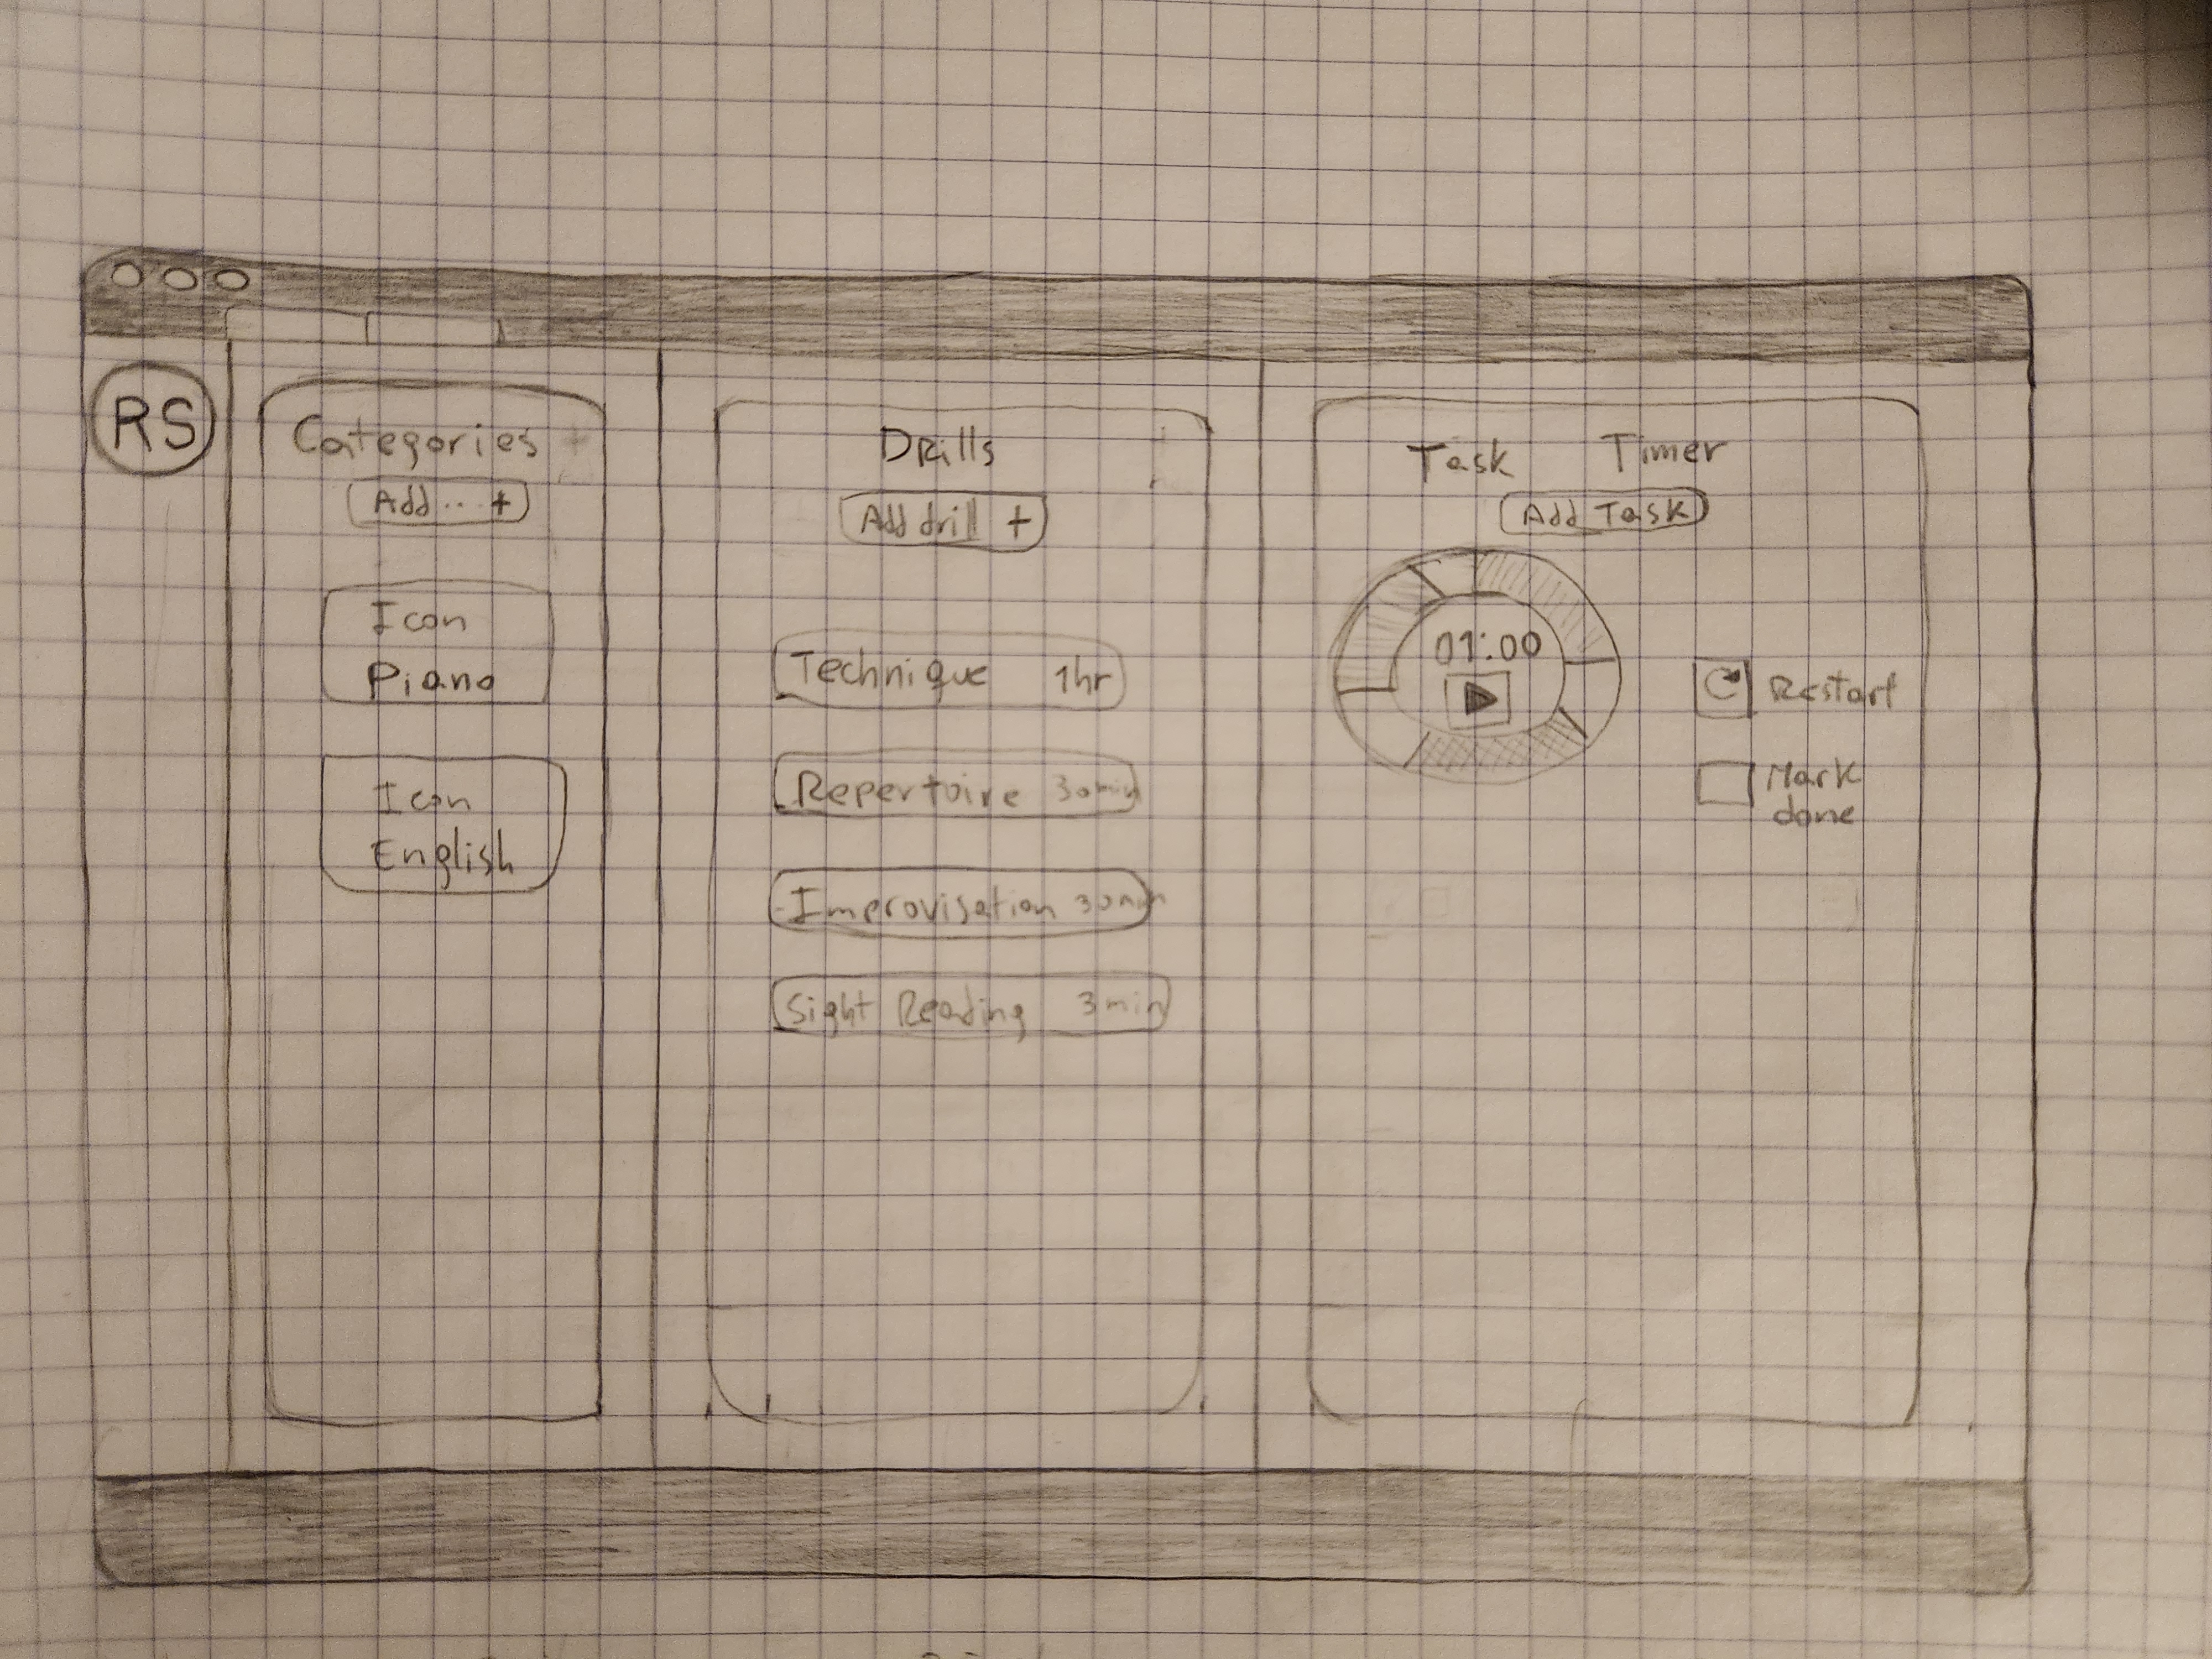 RS
Categories
Add ... +
Icon
Piano
Icon
English
Drills
Add drill +
Technique 1hr
Repertoire 30min
Improvisation 30min
Sight Reading 3min
Task Timer
Add Task
01:00
Restart
Mark
done